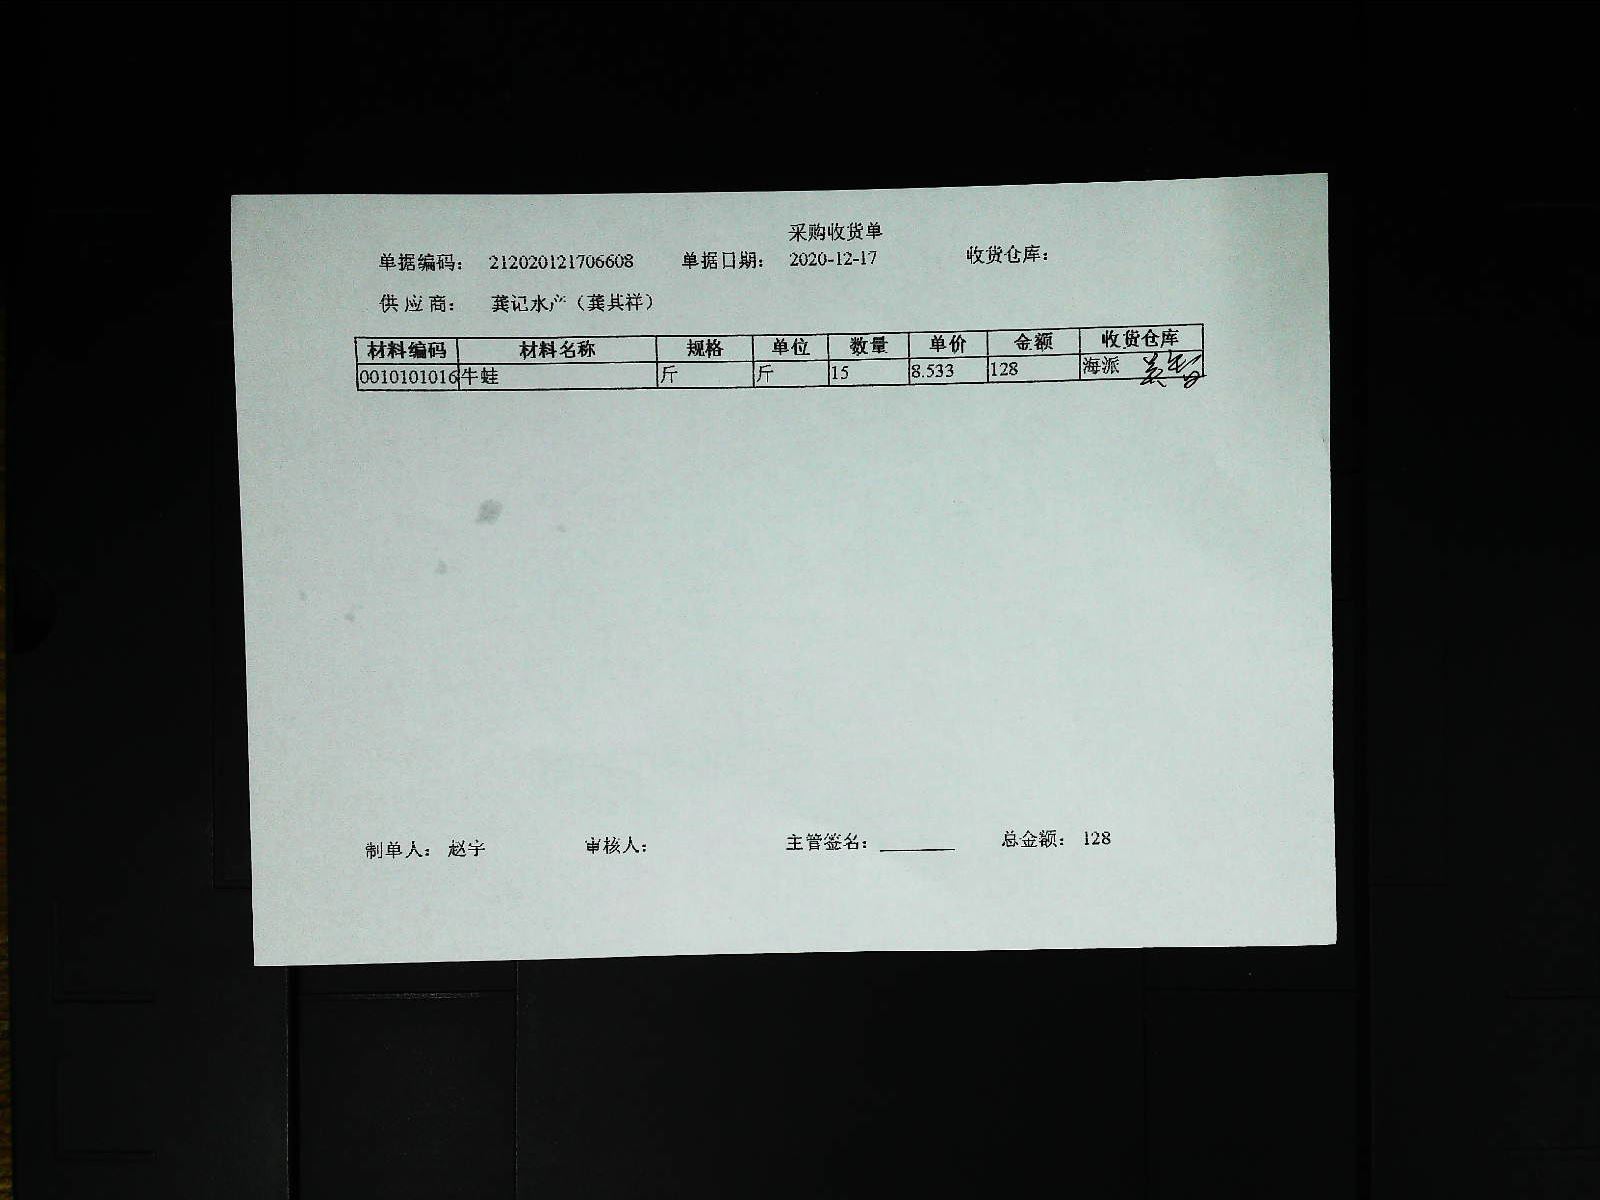 采购收货单
单据编码： 212020121706608 单据日期： 2020-12-17 收货仓库：
供 应 商： 龚记水产（龚其祥）
材料编码 材料名称 规格 单位 数量 单价 金额 收货仓库
0010101016 牛蛙 斤 斤 15 8.533 128 海派
制单人： 赵宇 审核人： 主管签名： 总金额： 128